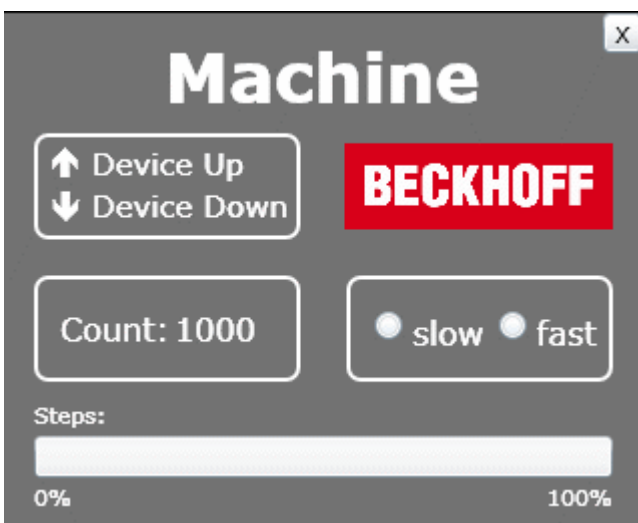 X
Machine
Device Up
Device Down
BECKHOFF
Count: 1000
slow fast
Steps:
0% 100%